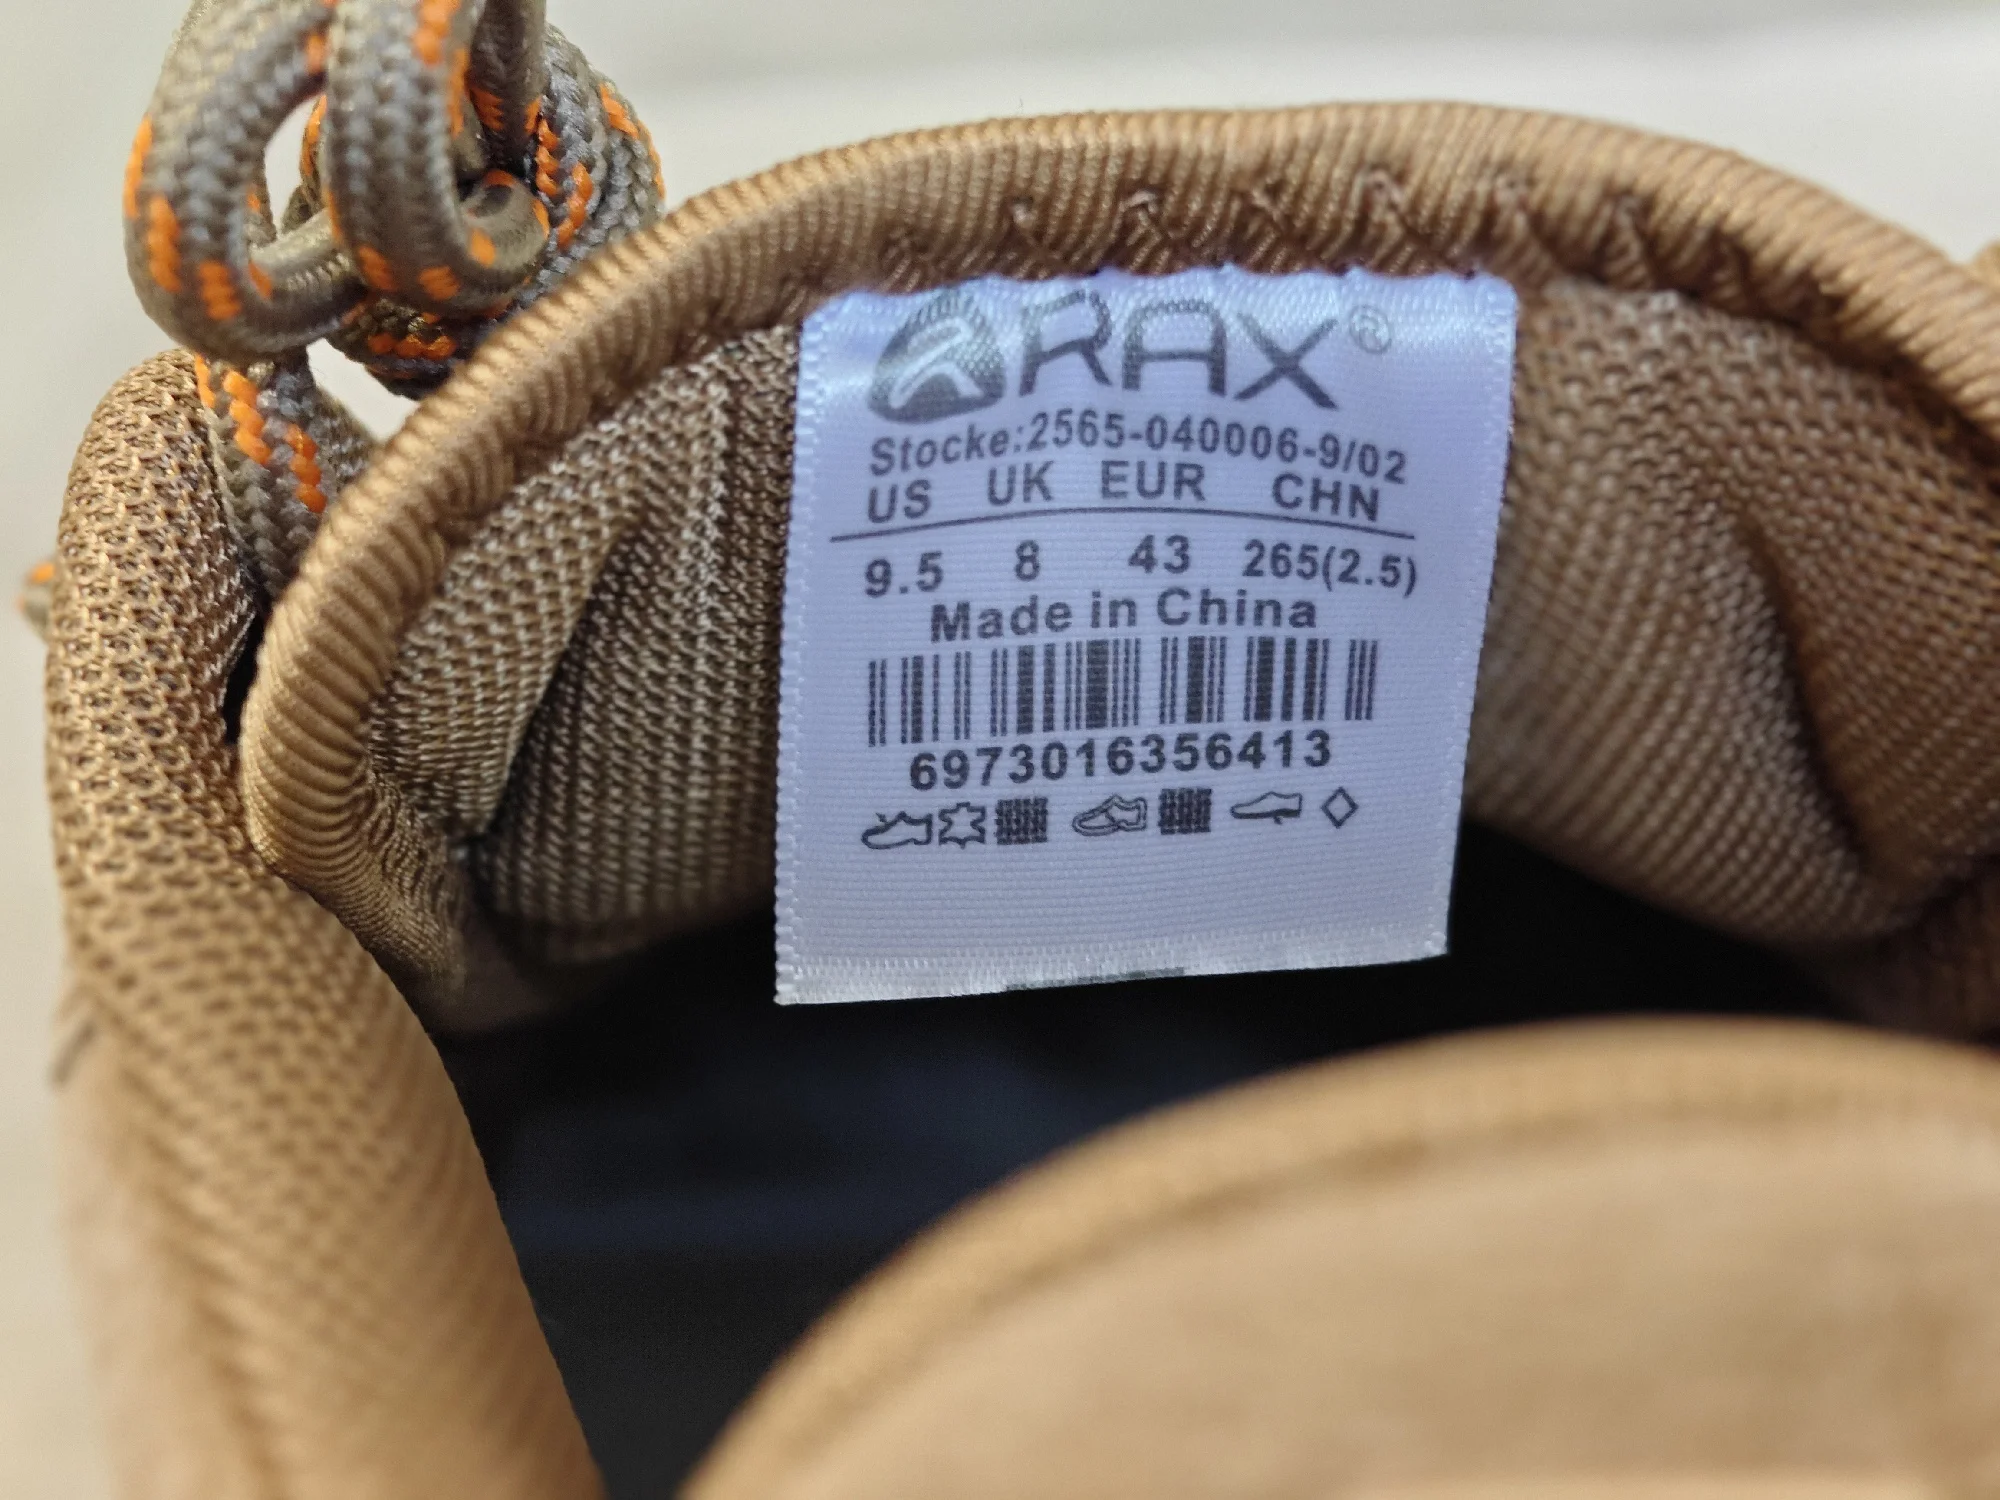 RAX®
Stocke:2565-040006-9/02
US UK EUR CHN
9.5 8 43 265(2.5)
Made in China
6973016356413